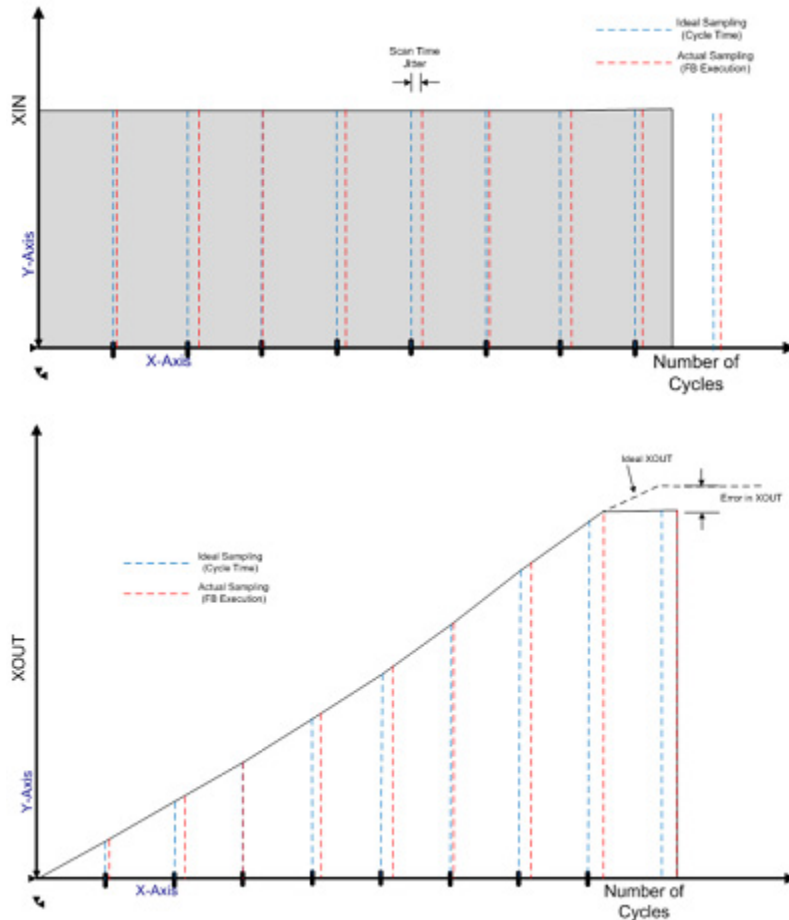 Ideal Sampling
(Cycle Time)
Actual Sampling
(FB Execution)
Scan Time
Jitter
XIN
Y-Axis
X-Axis
Number of
Cycles
Ideal XOUT
Error in XOUT
Ideal Sampling
(Cycle Time)
Actual Sampling
(FB Execution)
XOUT
Y-Axis
X-Axis
Number of
Cycles